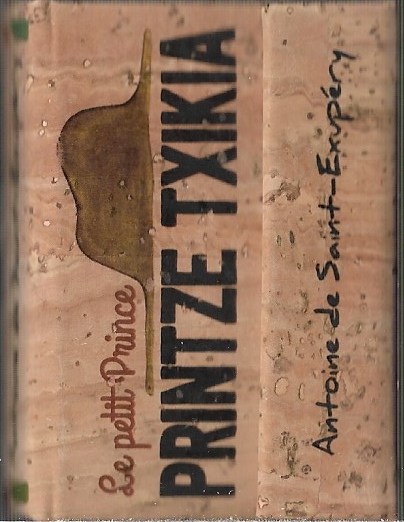 Le petit Prince
PRINTZE TXIKIA
Antoine de Saint-Exupéry